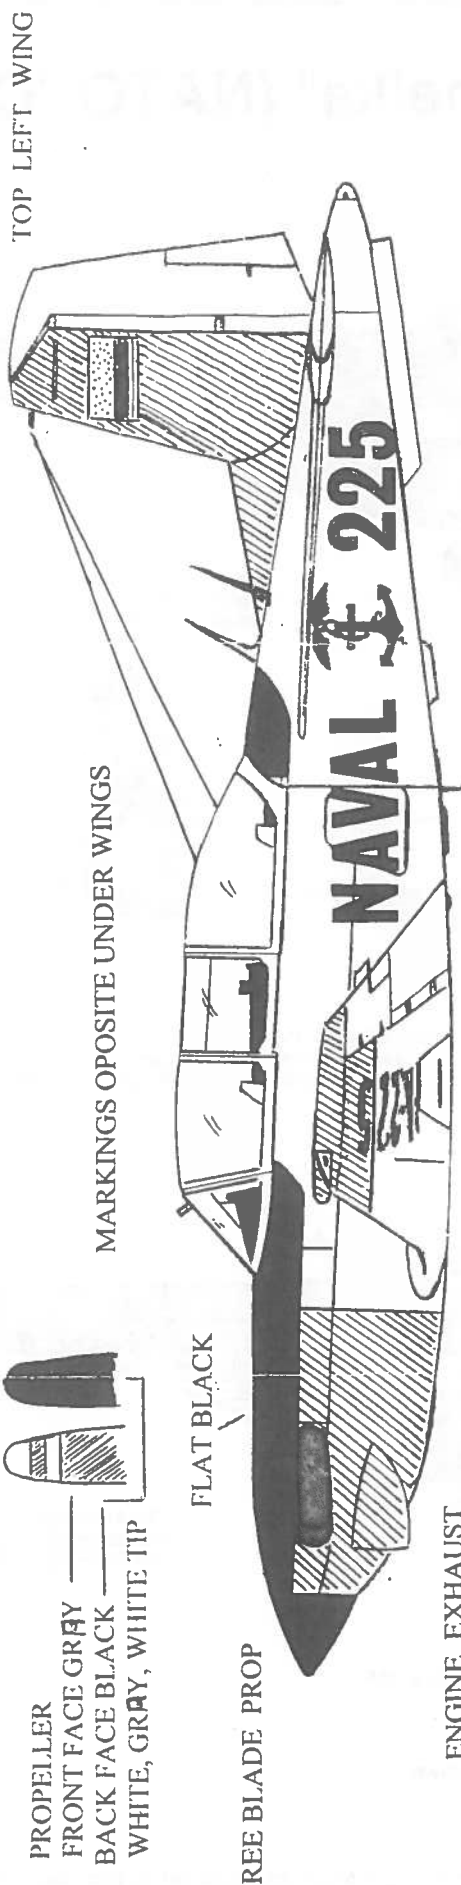 PROPELLER
FRONT FACE GRAY
BACK FACE BLACK
WHITE, GRAY, WHITE TIP
REE BLADE PROP
FLAT BLACK
MARKINGS OPPOSITE UNDER WINGS
TOP LEFT WING
NAVAL 225
ENGINE EXHAUST